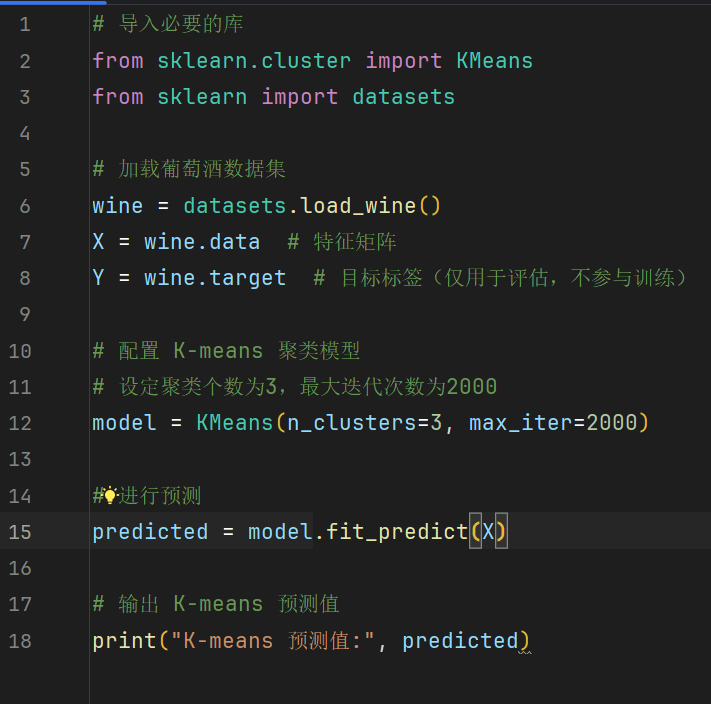 1 # 导入必要的库
2 from sklearn.cluster import KMeans
3 from sklearn import datasets
4
5 # 加载葡萄酒数据集
6 wine = datasets.load_wine()
7 X = wine.data  # 特征矩阵
8 Y = wine.target  # 目标标签（仅用于评估，不参与训练）
9
10 # 配置 K-means 聚类模型
11 # 设定聚类个数为3，最大迭代次数为2000
12 model = KMeans(n_clusters=3, max_iter=2000)
13
14 # 进行预测
15 predicted = model.fit_predict(X)
16
17 # 输出 K-means 预测值
18 print("K-means 预测值:", predicted)